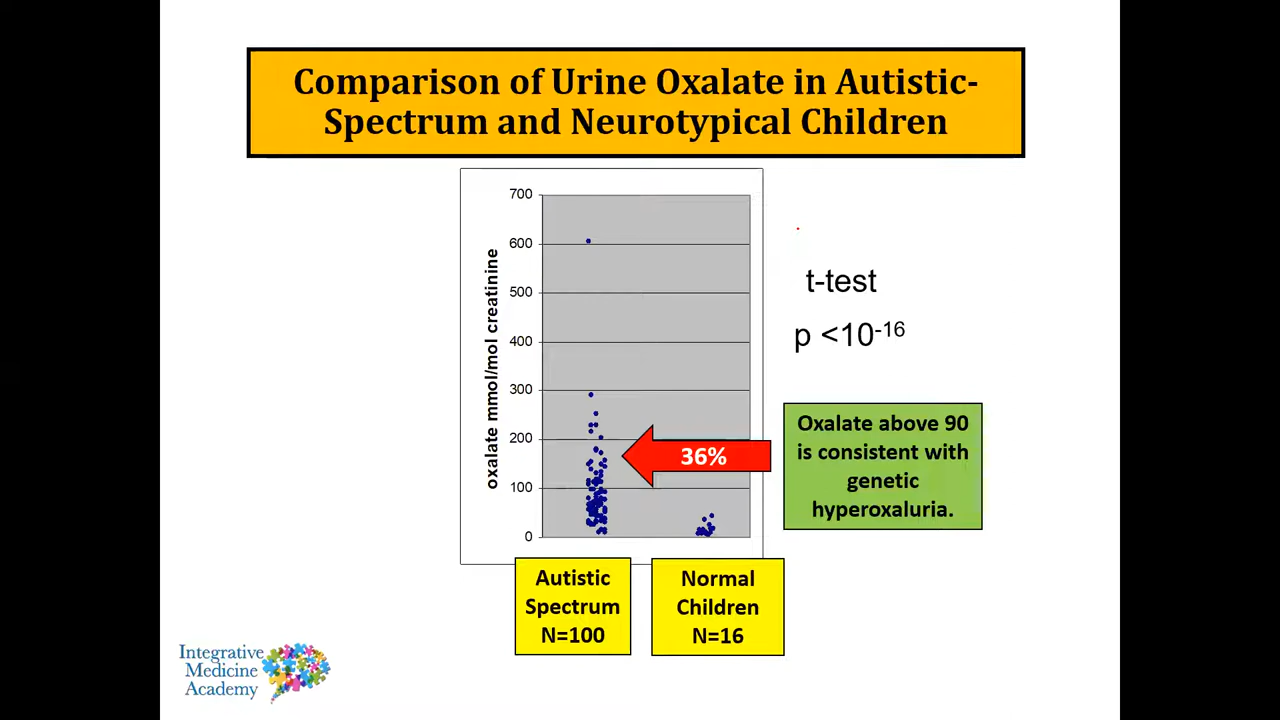 Comparison of Urine Oxalate in Autistic-
Spectrum and Neurotypical Children
700
600
500
400
300
200
100
0
oxalate mmol/mol creatinine
t-test
p <10-16
36%
Oxalate above 90
is consistent with
genetic
hyperoxaluria.
Autistic
Spectrum
N=100
Normal
Children
N=16
Integrative
Medicine
Academy